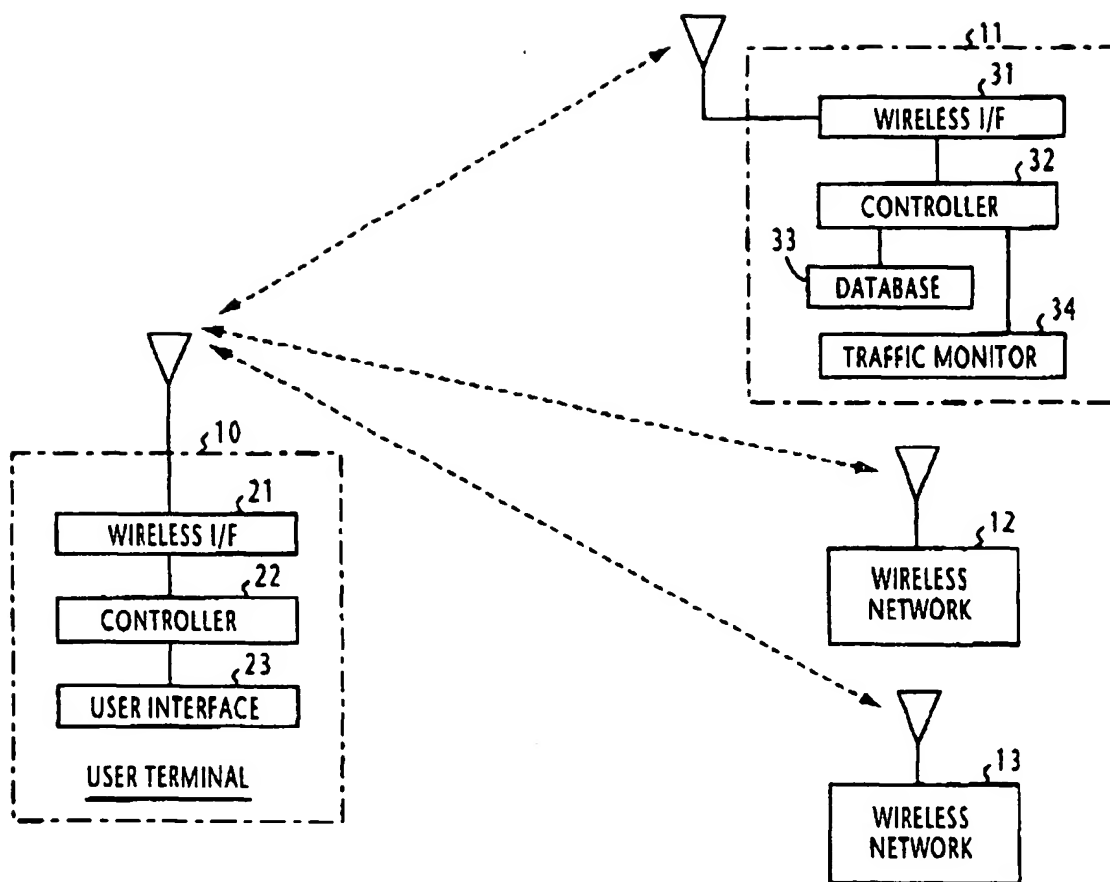 11
31
WIRELESS I/F
32
CONTROLLER
33
DATABASE
34
TRAFFIC MONITOR
10
21
WIRELESS I/F
22
CONTROLLER
23
USER INTERFACE
USER TERMINAL
12
WIRELESS
NETWORK
13
WIRELESS
NETWORK